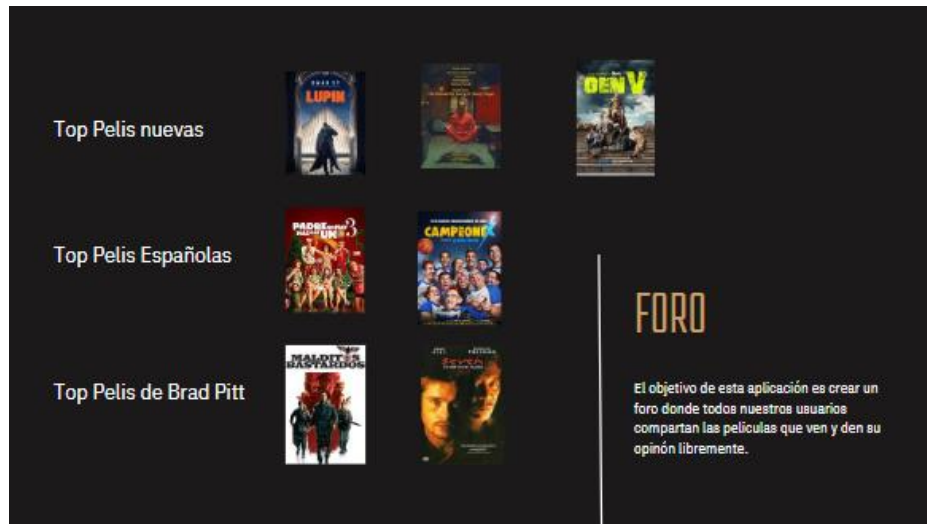 Top Pelis nuevas
LUPIN
GEN V
Top Pelis Españolas
PADRE NO HAY
MÁS QUE UNO 3
CAMPEONEX
Top Pelis de Brad Pitt
MALDITOS
BASTARDOS
FORO
El objetivo de esta aplicación es crear un
foro donde todos nuestros usuarios
compartan las películas que ven y den su
opinión libremente.